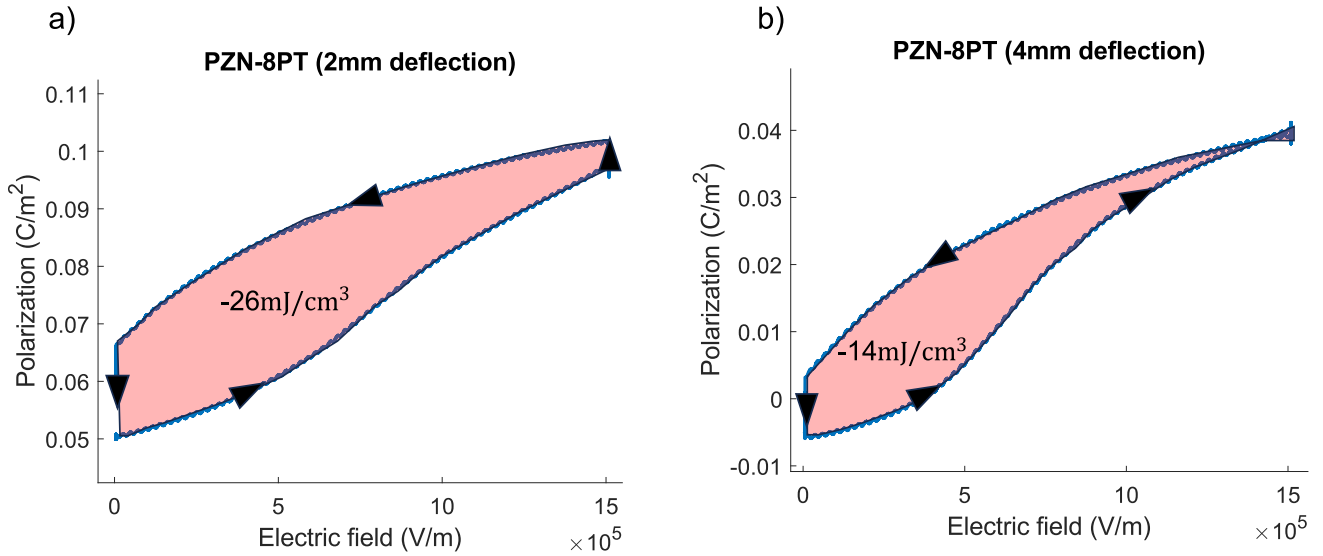 a)
PZN-8PT (2mm deflection)
0.11
0.1
0.09
0.08
0.07
0.06
0.05
Polarization (C/m²)
-26mJ/cm³
0
5
10
15
Electric field (V/m)
×10⁵
b)
PZN-8PT (4mm deflection)
0.04
0.03
0.02
0.01
0
-0.01
Polarization (C/m²)
-14mJ/cm³
0
5
10
15
Electric field (V/m)
×10⁵